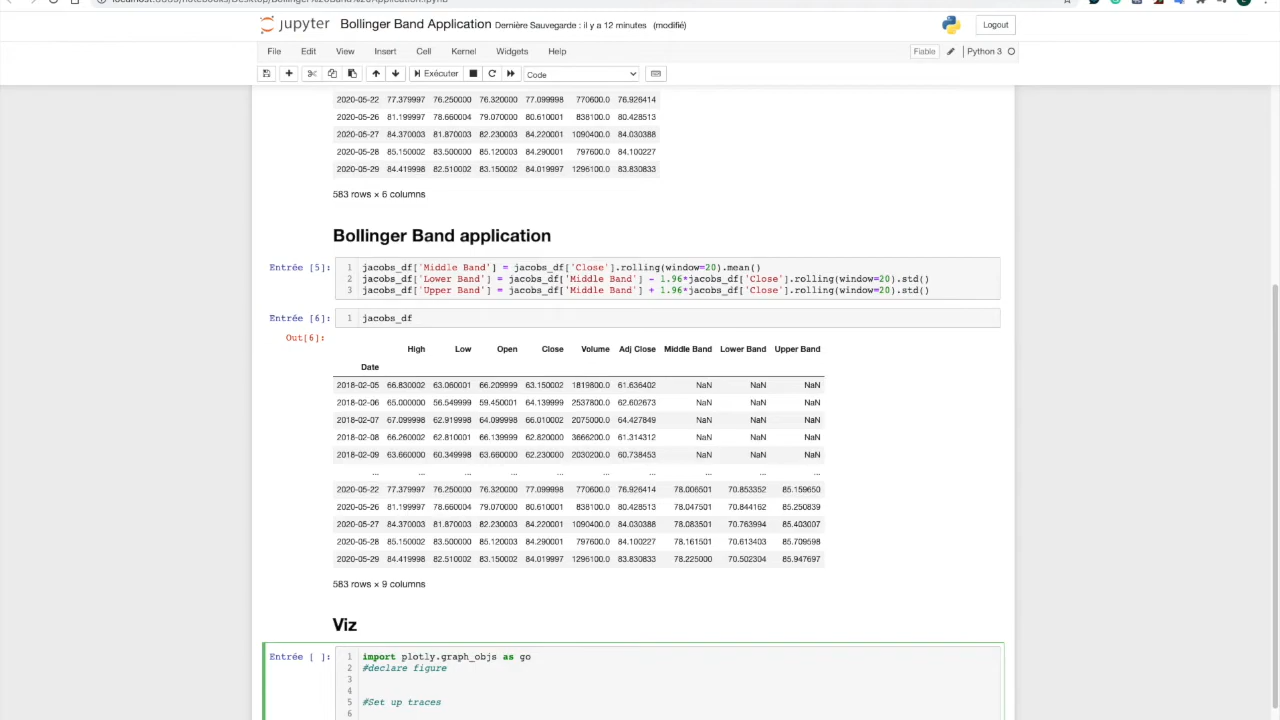 jupyter Bollinger Band Application Dernière Sauvegarde : il y a 12 minutes (modifié) Logout
File Edit View Insert Cell Kernel Widgets Help Fiable Python 3
Exécuter Code
2020-05-22 77.379997 76.250000 76.320000 77.099998 770600.0 76.926414
2020-05-26 81.199997 78.660004 79.070000 80.610001 838100.0 80.428513
2020-05-27 84.370003 81.870003 82.230003 84.220001 1090400.0 84.030388
2020-05-28 85.150002 83.500000 85.120003 84.290001 797600.0 84.100227
2020-05-29 84.419998 82.510002 83.150002 84.019997 1296100.0 83.830833
583 rows × 6 columns
Bollinger Band application
Entrée [5]: 1 jacobs_df['Middle Band'] = jacobs_df['Close'].rolling(window=20).mean()
2 jacobs_df['Lower Band'] = jacobs_df['Middle Band'] - 1.96*jacobs_df['Close'].rolling(window=20).std()
3 jacobs_df['Upper Band'] = jacobs_df['Middle Band'] + 1.96*jacobs_df['Close'].rolling(window=20).std()
Entrée [6]: 1 jacobs_df
Out[6]:
High Low Open Close Volume Adj Close Middle Band Lower Band Upper Band
Date
2018-02-05 66.830002 63.060001 66.209999 63.150002 1819800.0 61.636402 NaN NaN NaN
2018-02-06 65.000000 56.549999 59.450001 64.139999 2537800.0 62.602673 NaN NaN NaN
2018-02-07 67.099998 62.919998 64.099998 66.010002 2075000.0 64.427849 NaN NaN NaN
2018-02-08 66.260002 62.810001 66.139999 62.820000 3666200.0 61.314312 NaN NaN NaN
2018-02-09 63.660000 60.349998 63.660000 62.230000 2030200.0 60.738453 NaN NaN NaN
... ... ... ... ... ... ... ... ... ...
2020-05-22 77.379997 76.250000 76.320000 77.099998 770600.0 76.926414 78.006501 70.853352 85.159650
2020-05-26 81.199997 78.660004 79.070000 80.610001 838100.0 80.428513 78.047501 70.844162 85.250839
2020-05-27 84.370003 81.870003 82.230003 84.220001 1090400.0 84.030388 78.083501 70.763994 85.403007
2020-05-28 85.150002 83.500000 85.120003 84.290001 797600.0 84.100227 78.161501 70.613403 85.709598
2020-05-29 84.419998 82.510002 83.150002 84.019997 1296100.0 83.830833 78.225000 70.502304 85.947697
583 rows × 9 columns
Viz
Entrée [ ]: 1 import plotly.graph_objs as go
2 #declare figure
3
4
5 #Set up traces
6